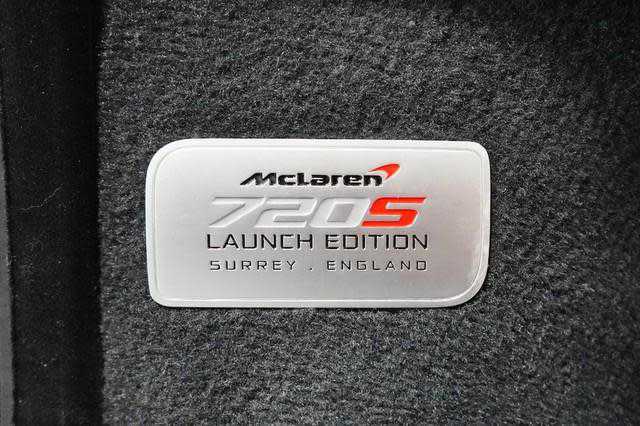 McLaren
720S
LAUNCH EDITION
SURREY . ENGLAND